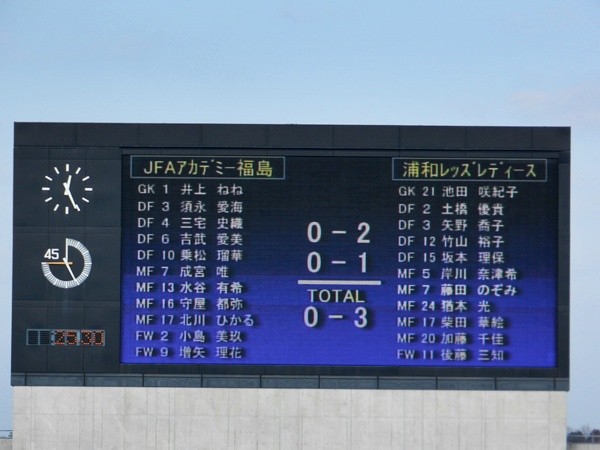 JFAアカデミー福島
浦和レッズレディース
GK 1 井上 ねね
DF 3 須永 愛海
DF 4 三宅 史織
DF 6 吉武 愛美
DF 10 乗松 瑠華
MF 7 成宮 唯
MF 13 水谷 有希
MF 16 守屋 都弥
MF 17 北川 ひかる
FW 2 小島 美玖
FW 9 増矢 理花
0 - 2
0 - 1
TOTAL
0 - 3
GK 21 池田 咲紀子
DF 2 土橋 優貴
DF 3 矢野 喬子
DF 12 竹山 裕子
DF 15 坂本 理保
MF 5 岸川 奈津希
MF 7 藤田 のぞみ
MF 24 猶本 光
MF 17 柴田 華絵
MF 20 加藤 千佳
FW 11 後藤 三知
45